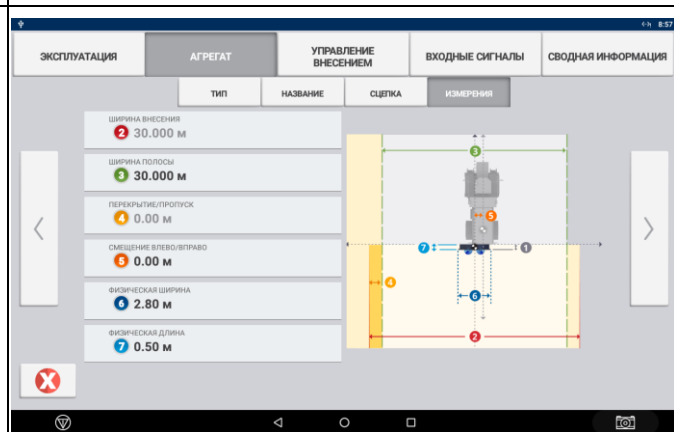 8:57
ЭКСПЛУАТАЦИЯ
АГРЕГАТ
УПРАВЛЕНИЕ
ВНЕСЕНИЕМ
ВХОДНЫЕ СИГНАЛЫ
СВОДНАЯ ИНФОРМАЦИЯ
ТИП
НАЗВАНИЕ
СЦЕПКА
ИЗМЕРЕНИЯ
ШИРИНА ВНЕСЕНИЯ
2 30.000 м
ШИРИНА ПОЛОСЫ
3 30.000 м
ПЕРЕКРЫТИЕ/ПРОПУСК
4 0.00 м
СМЕЩЕНИЕ ВЛЕВО/ВПРАВО
5 0.00 м
ФИЗИЧЕСКАЯ ШИРИНА
6 2.80 м
ФИЗИЧЕСКАЯ ДЛИНА
7 0.50 м
3
5
7
1
4
6
2